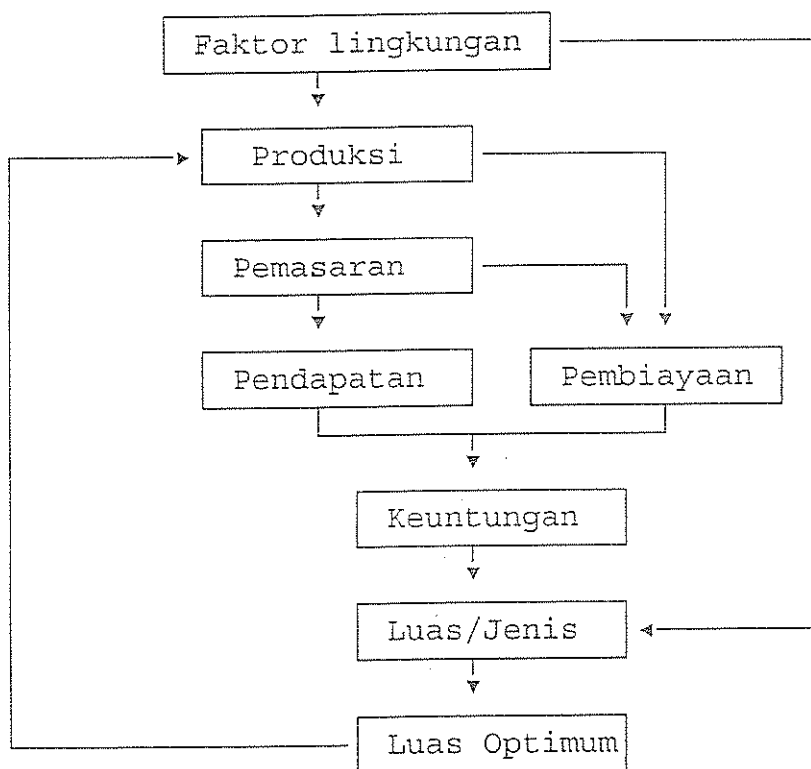 Faktor lingkungan
Produksi
Pemasaran
Pendapatan
Pembiayaan
Keuntungan
Luas/Jenis
Luas Optimum